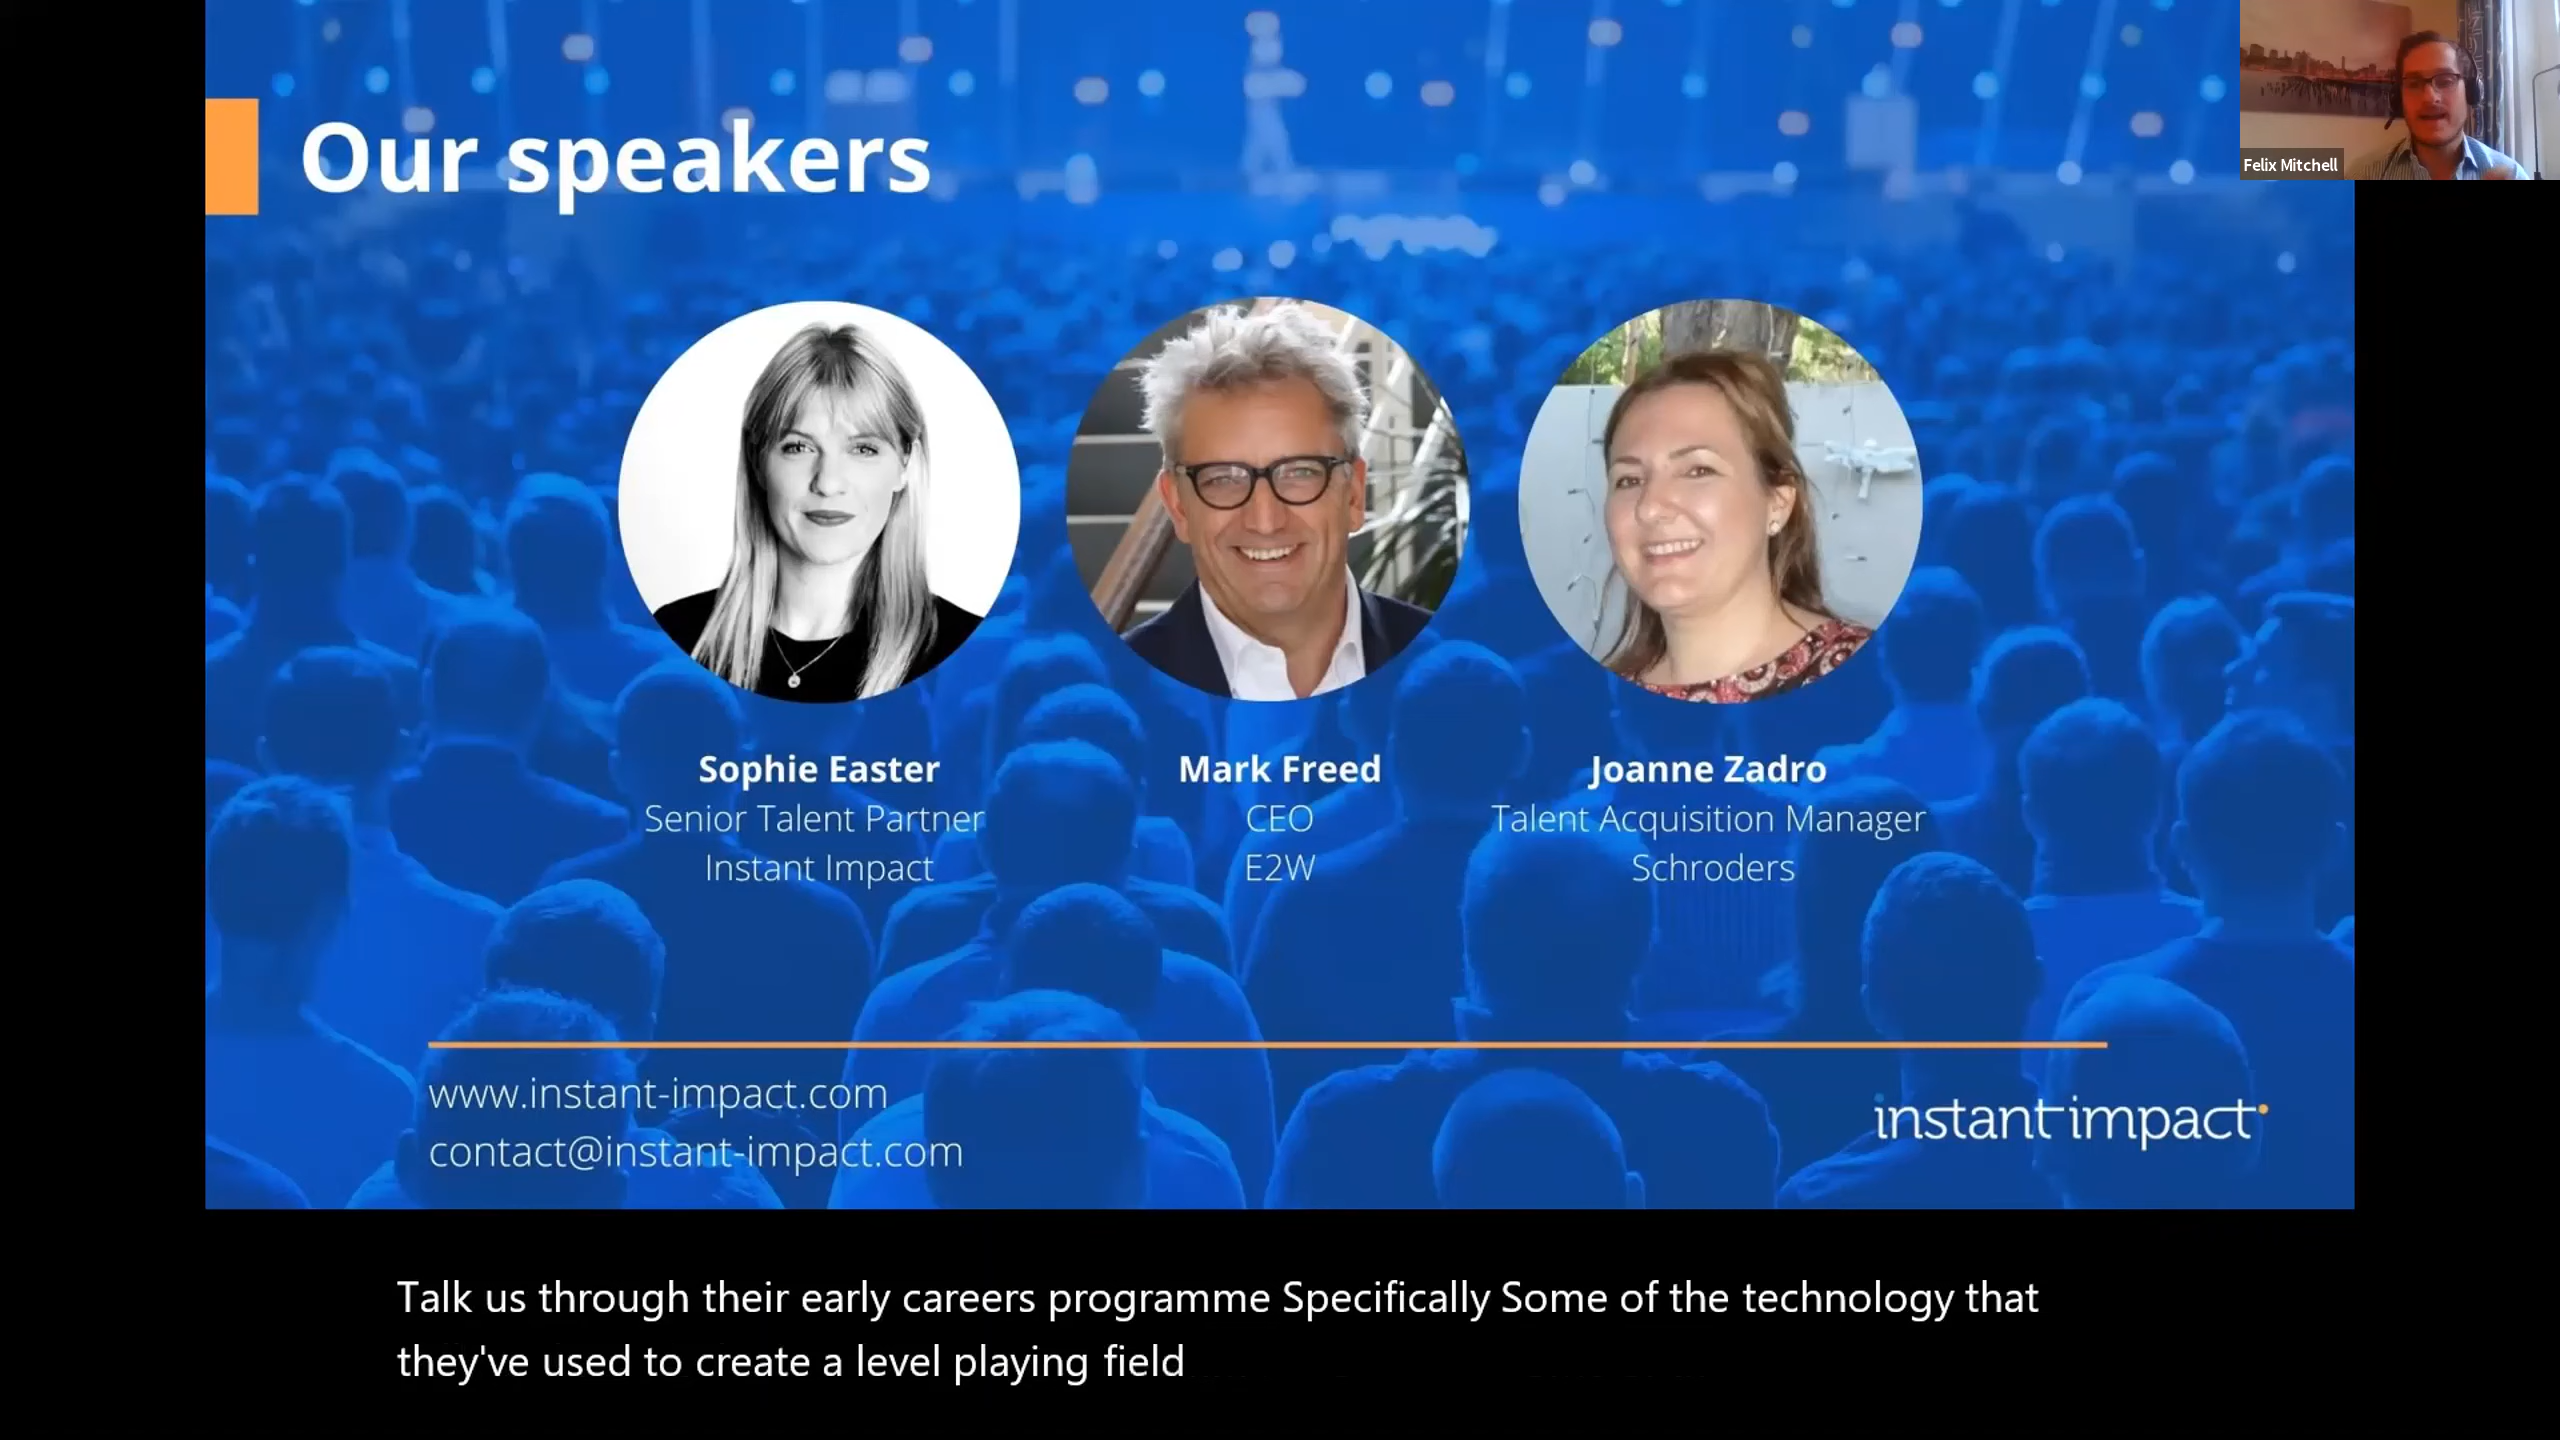 Our speakers
Felix Mitchell
Sophie Easter
Senior Talent Partner
Instant Impact
Mark Freed
CEO
E2W
Joanne Zadro
Talent Acquisition Manager
Schroders
www.instant-impact.com
contact@instant-impact.com
instant impact
Talk us through their early careers programme Specifically Some of the technology that
they've used to create a level playing field